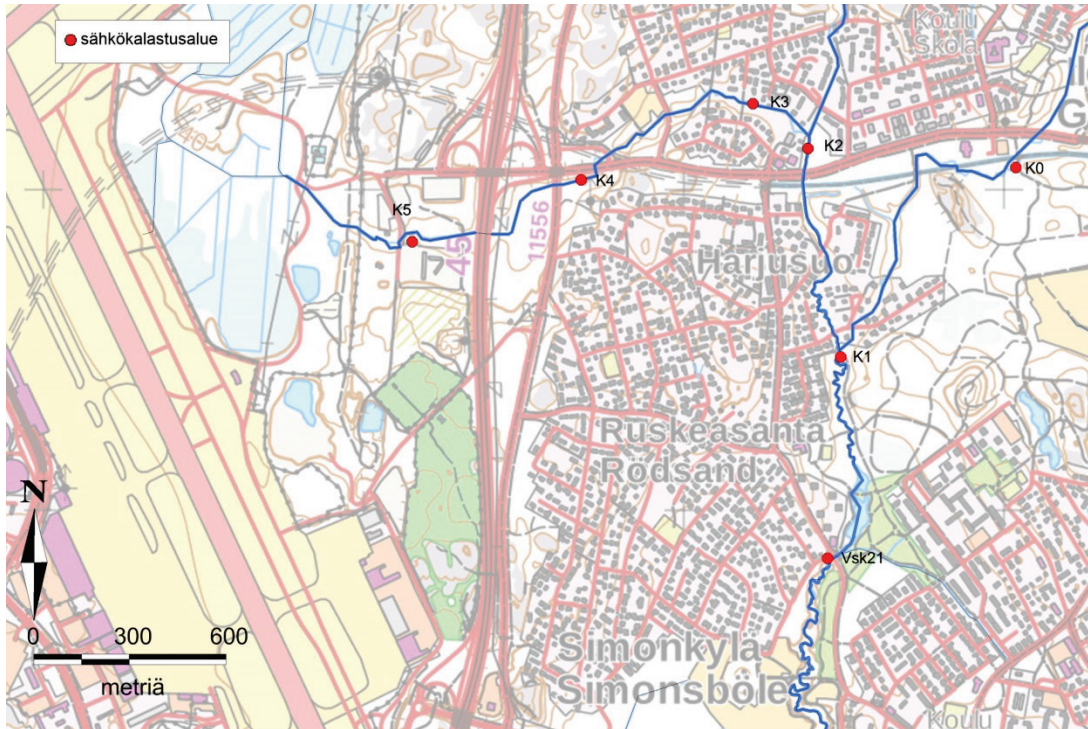 sähkökalastusalue
Koulu
Skola
40
K3
K2
K0
K4
K5
45
11556
Harjusuo
K1
Ruskeasanta
Rödsand
N
Vsk21
0 300 600
metriä
Simonkylä
Simonsböle
Koulu